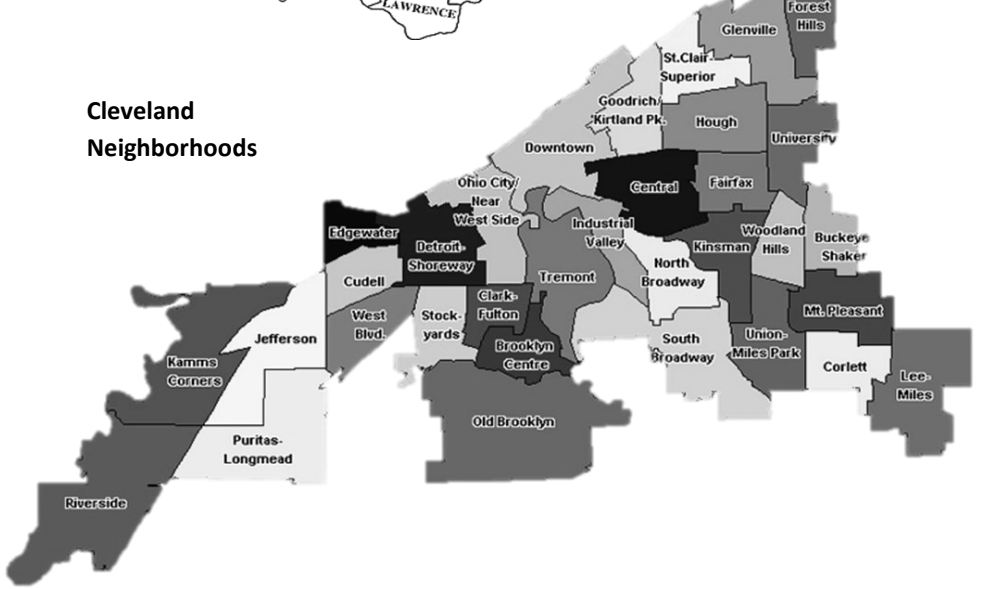 LAWRENCE
Cleveland
Neighborhoods
Forest
Hills
Glenville
St.Clair-
Superior
Goodrich/
Kirtland Pk.
Hough
University
Downtown
Central
Fairfax
Ohio City/
Near
West Side
Edgewater
Detroit-
Shoreway
Industrial
Valley
Kinsman
Woodland
Hills
Buckeye
Shaker
Cudell
Tremont
North
Broadway
Clark-
Fulton
West
Blvd.
Stock-
yards
Mt. Pleasant
Jefferson
Brooklyn
Centre
South
Broadway
Union-
Miles Park
Kamms
Corners
Corlett
Lee-
Miles
Old Brooklyn
Puritas-
Longmead
Riverside